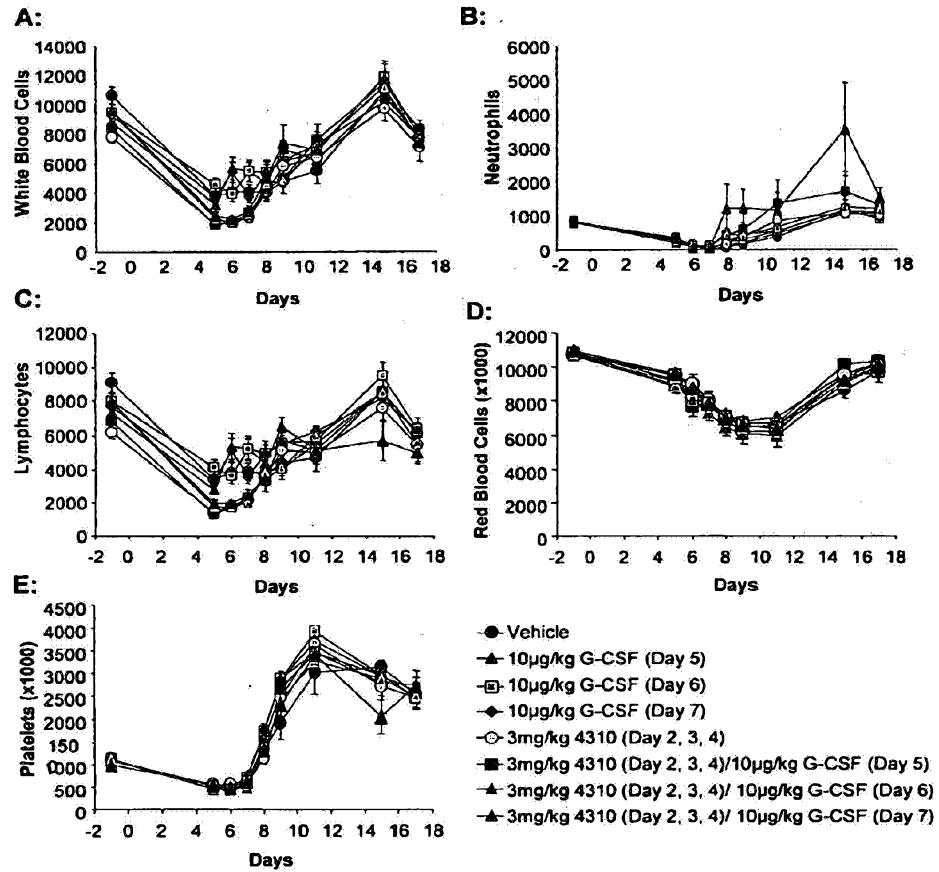 A:
B:
14000
12000
10000
8000
6000
4000
2000
0
White Blood Cells
-2 0 2 4 6 8 10 12 14 16 18
Days
6000
5000
4000
3000
2000
1000
0
Neutrophils
-2 0 2 4 6 8 10 12 14 16 18
Days
C:
D:
12000
10000
8000
6000
4000
2000
0
Lymphocytes
-2 0 2 4 6 8 10 12 14 16 18
Days
12000
10000
8000
6000
4000
2000
0
Red Blood Cells (x1000)
-2 0 2 4 6 8 10 12 14 16 18
Days
E:
4500
4000
3500
3000
2500
2000
150
000
500
0
Platelets (x1000)
-2 0 2 4 6 8 10 12 14 16 18
Days
Vehicle
10µg/kg G-CSF (Day 5)
10µg/kg G-CSF (Day 6)
10µg/kg G-CSF (Day 7)
3mg/kg 4310 (Day 2, 3, 4)
3mg/kg 4310 (Day 2, 3, 4)/10µg/kg G-CSF (Day 5)
3mg/kg 4310 (Day 2, 3, 4)/ 10µg/kg G-CSF (Day 6)
3mg/kg 4310 (Day 2, 3, 4)/ 10µg/kg G-CSF (Day 7)